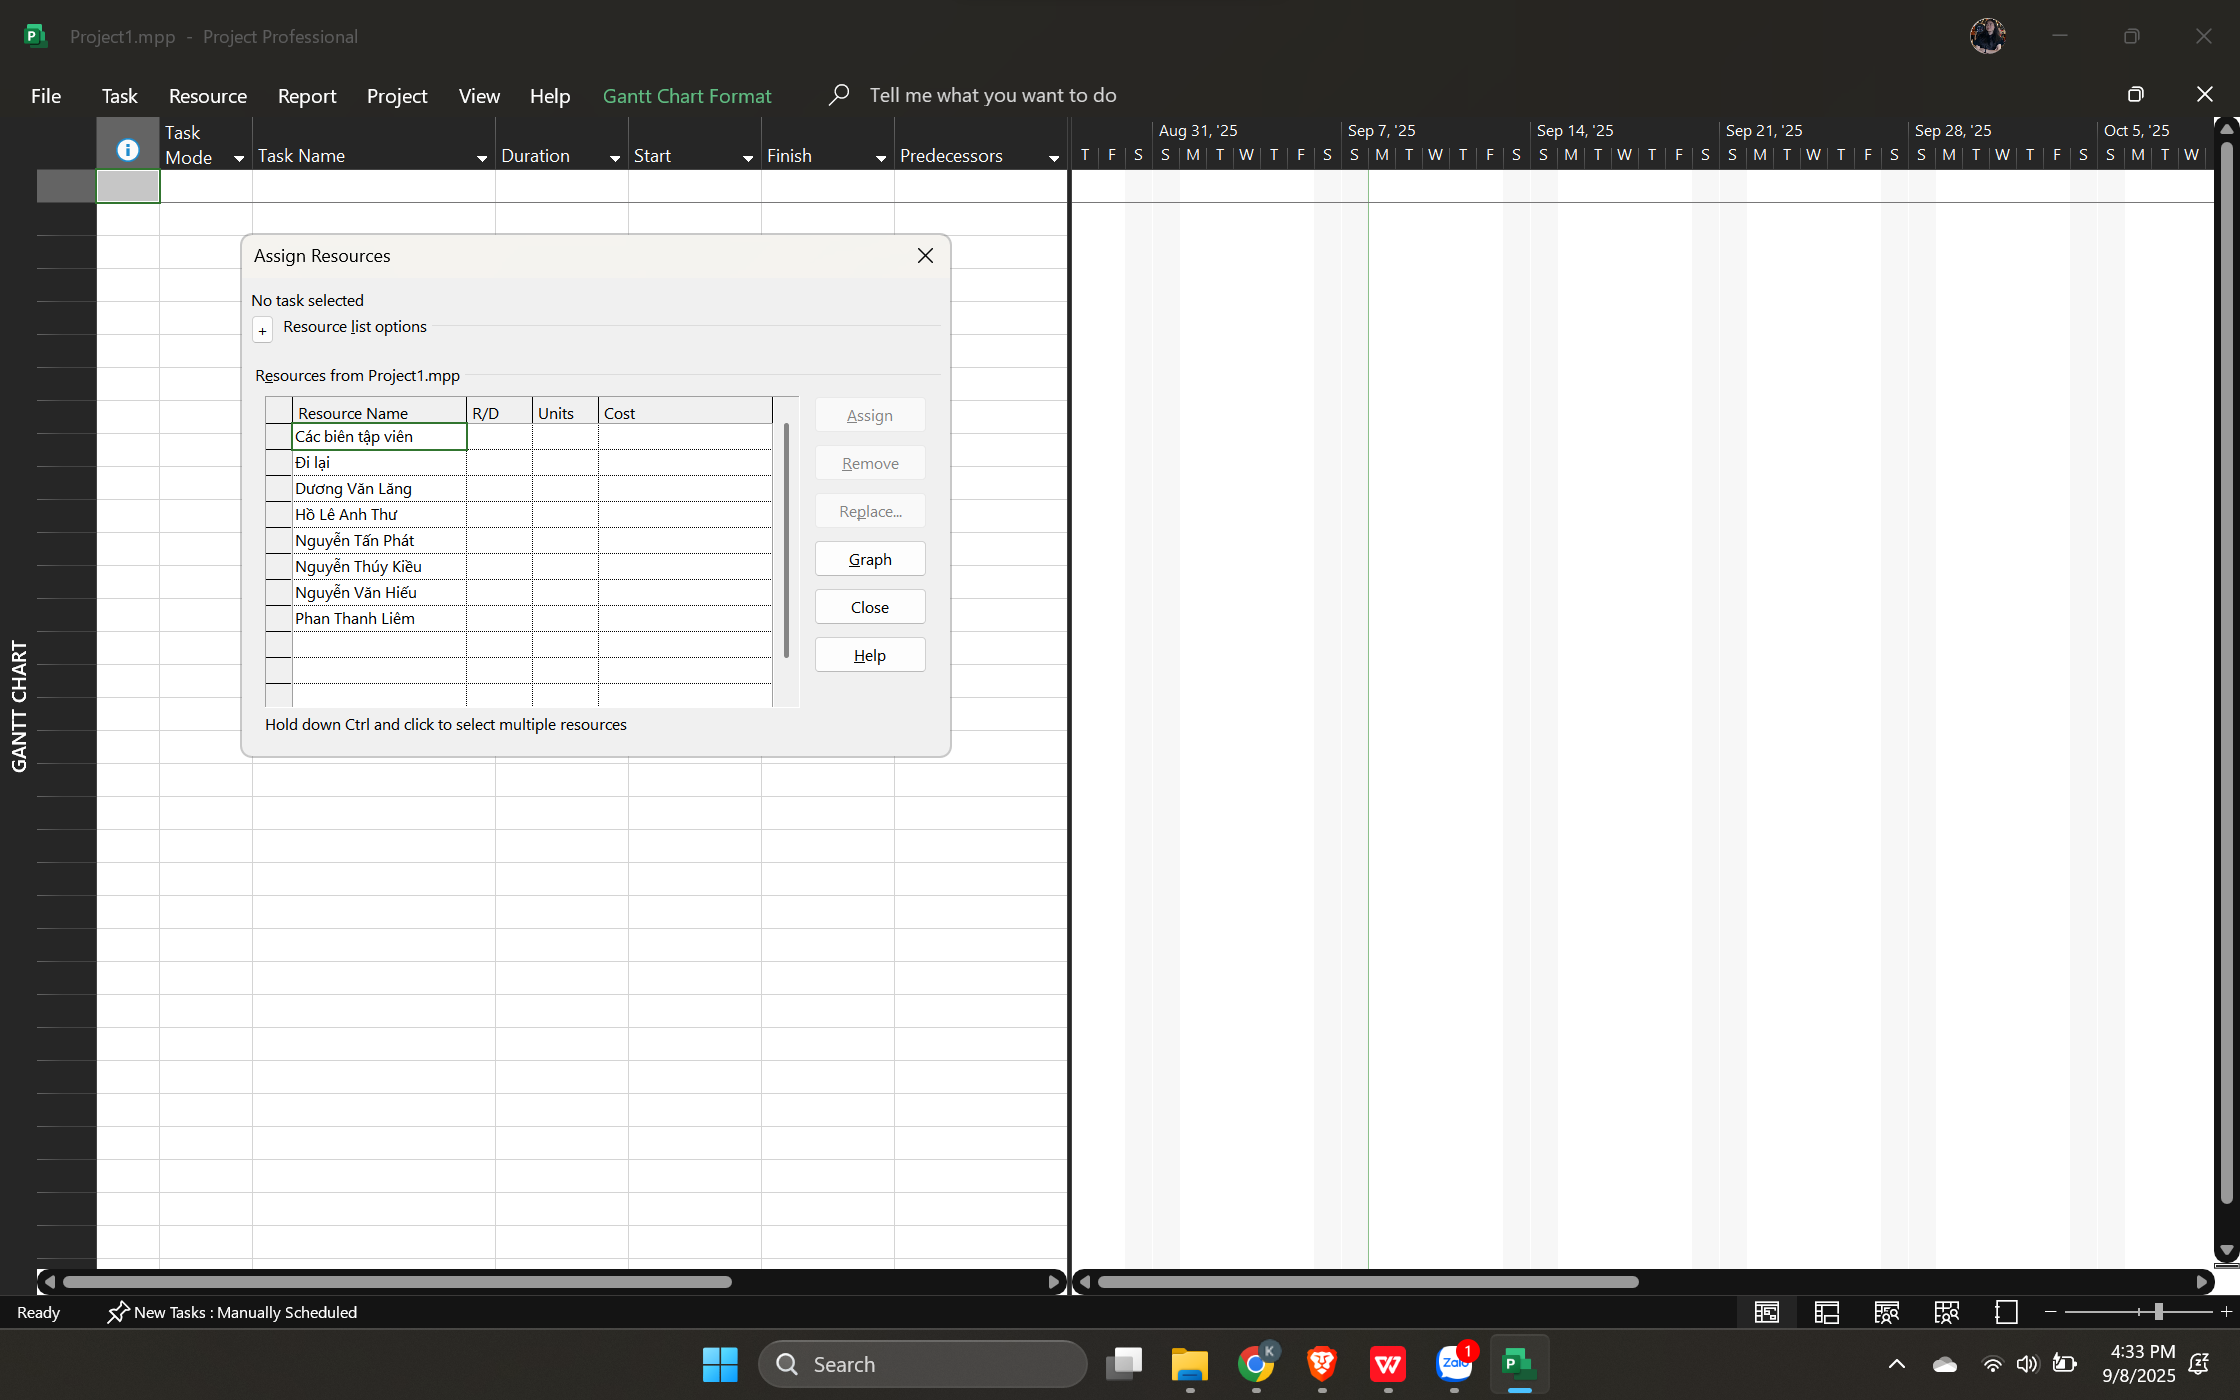 Project1.mpp - Project Professional
File Task Resource Report Project View Help Gantt Chart Format Tell me what you want to do
Task Mode Task Name Duration Start Finish Predecessors
Aug 31, '25 Sep 7, '25 Sep 14, '25 Sep 21, '25 Sep 28, '25 Oct 5, '25
T F S S M T W T F S S M T W T F S S M T W T F S S M T W T F S S M T W T F S S M T W
Assign Resources
No task selected
+ Resource list options
Resources from Project1.mpp
Resource Name R/D Units Cost
Các biên tập viên
Đi lại
Dương Văn Lăng
Hồ Lê Anh Thư
Nguyễn Tấn Phát
Nguyễn Thúy Kiều
Nguyễn Văn Hiếu
Phan Thanh Liêm
Assign
Remove
Replace...
Graph
Close
Help
Hold down Ctrl and click to select multiple resources
GANTT CHART
Ready New Tasks : Manually Scheduled
Search
K
Zalo
1
4:33 PM
9/8/2025